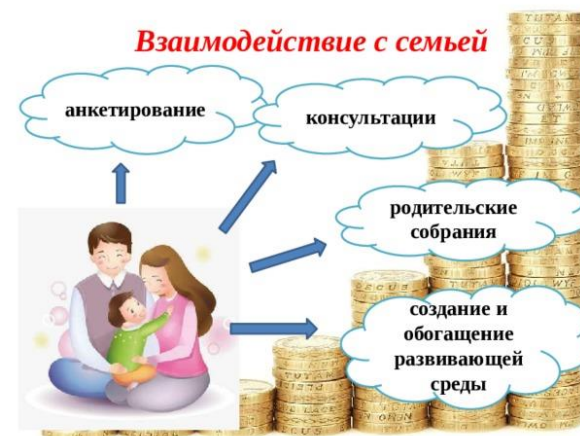 Взаимодействие с семьей
анкетирование
консультации
родительские
собрания
создание и
обогащение
развивающей
среды